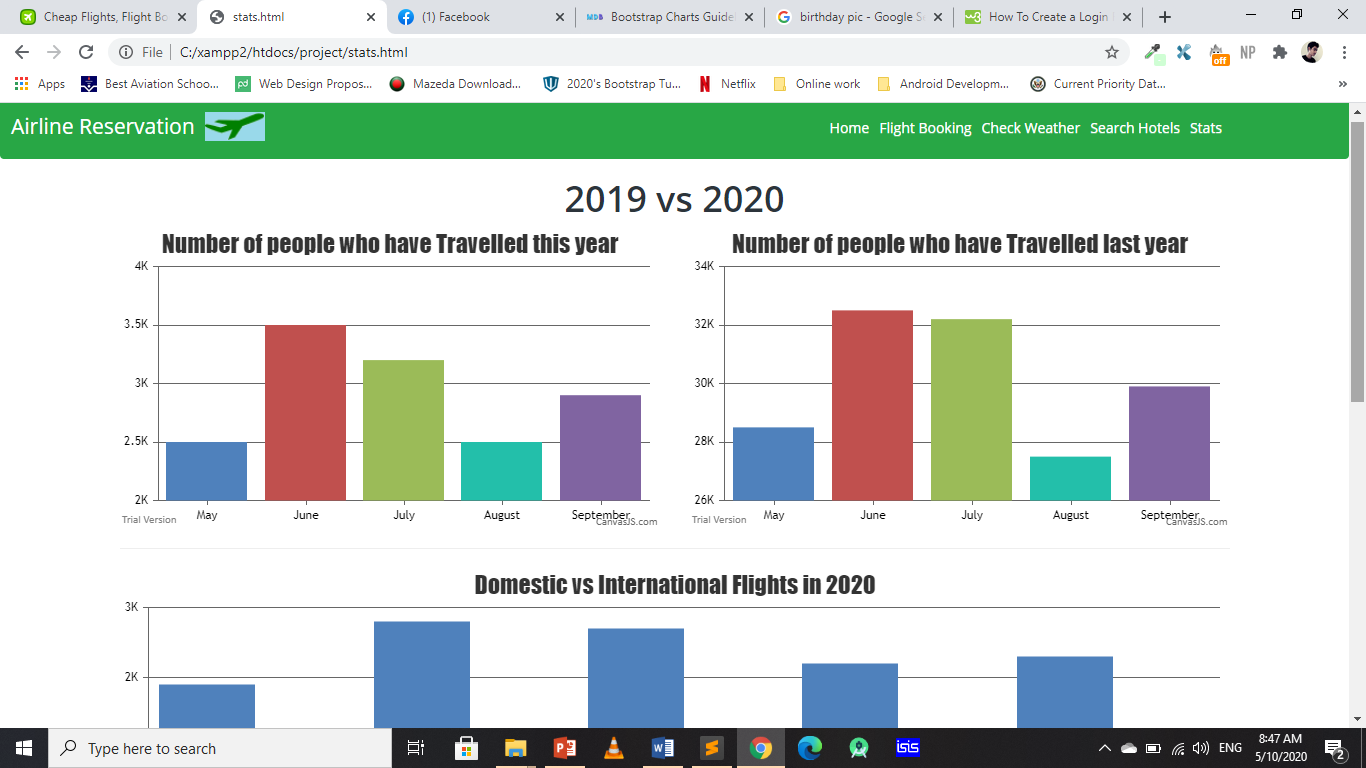 Cheap Flights, Flight Bo
stats.html
(1) Facebook
MDB Bootstrap Charts Guide
birthday pic - Google Se
How To Create a Login
File C:/xampp2/htdocs/project/stats.html
off
NP
Apps
Best Aviation Schoo...
pd Web Design Propos...
Mazeda Download...
2020's Bootstrap Tu...
N Netflix
Online work
Android Developm...
Current Priority Dat...
»
Airline Reservation
Home Flight Booking Check Weather Search Hotels Stats
2019 vs 2020
Number of people who have Travelled this year
4K
3.5K
3K
2.5K
2K
May June July August September
Trial Version
CanvasJS.com
Number of people who have Travelled last year
34K
32K
30K
28K
26K
May June July August September
Trial Version
CanvasJS.com
Domestic vs International Flights in 2020
3K
2K
Type here to search
isis
ENG
8:47 AM
5/10/2020
2